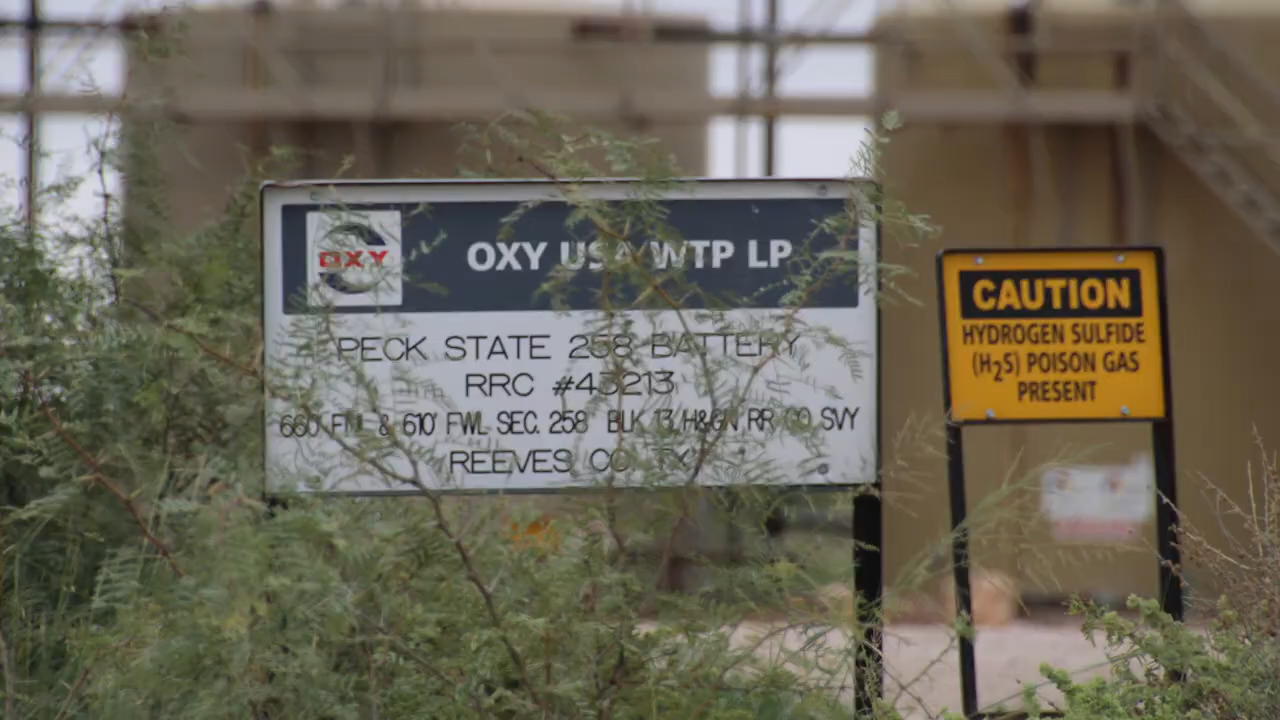 OXY
OXY USA WTP LP
PECK STATE 258 BATTERY
RRC #43213
660' FNL & 610' FWL SEC. 258 BLK 13, H&GN RR CO SVY
REEVES CO. TX
CAUTION
HYDROGEN SULFIDE
(H2S) POISON GAS
PRESENT